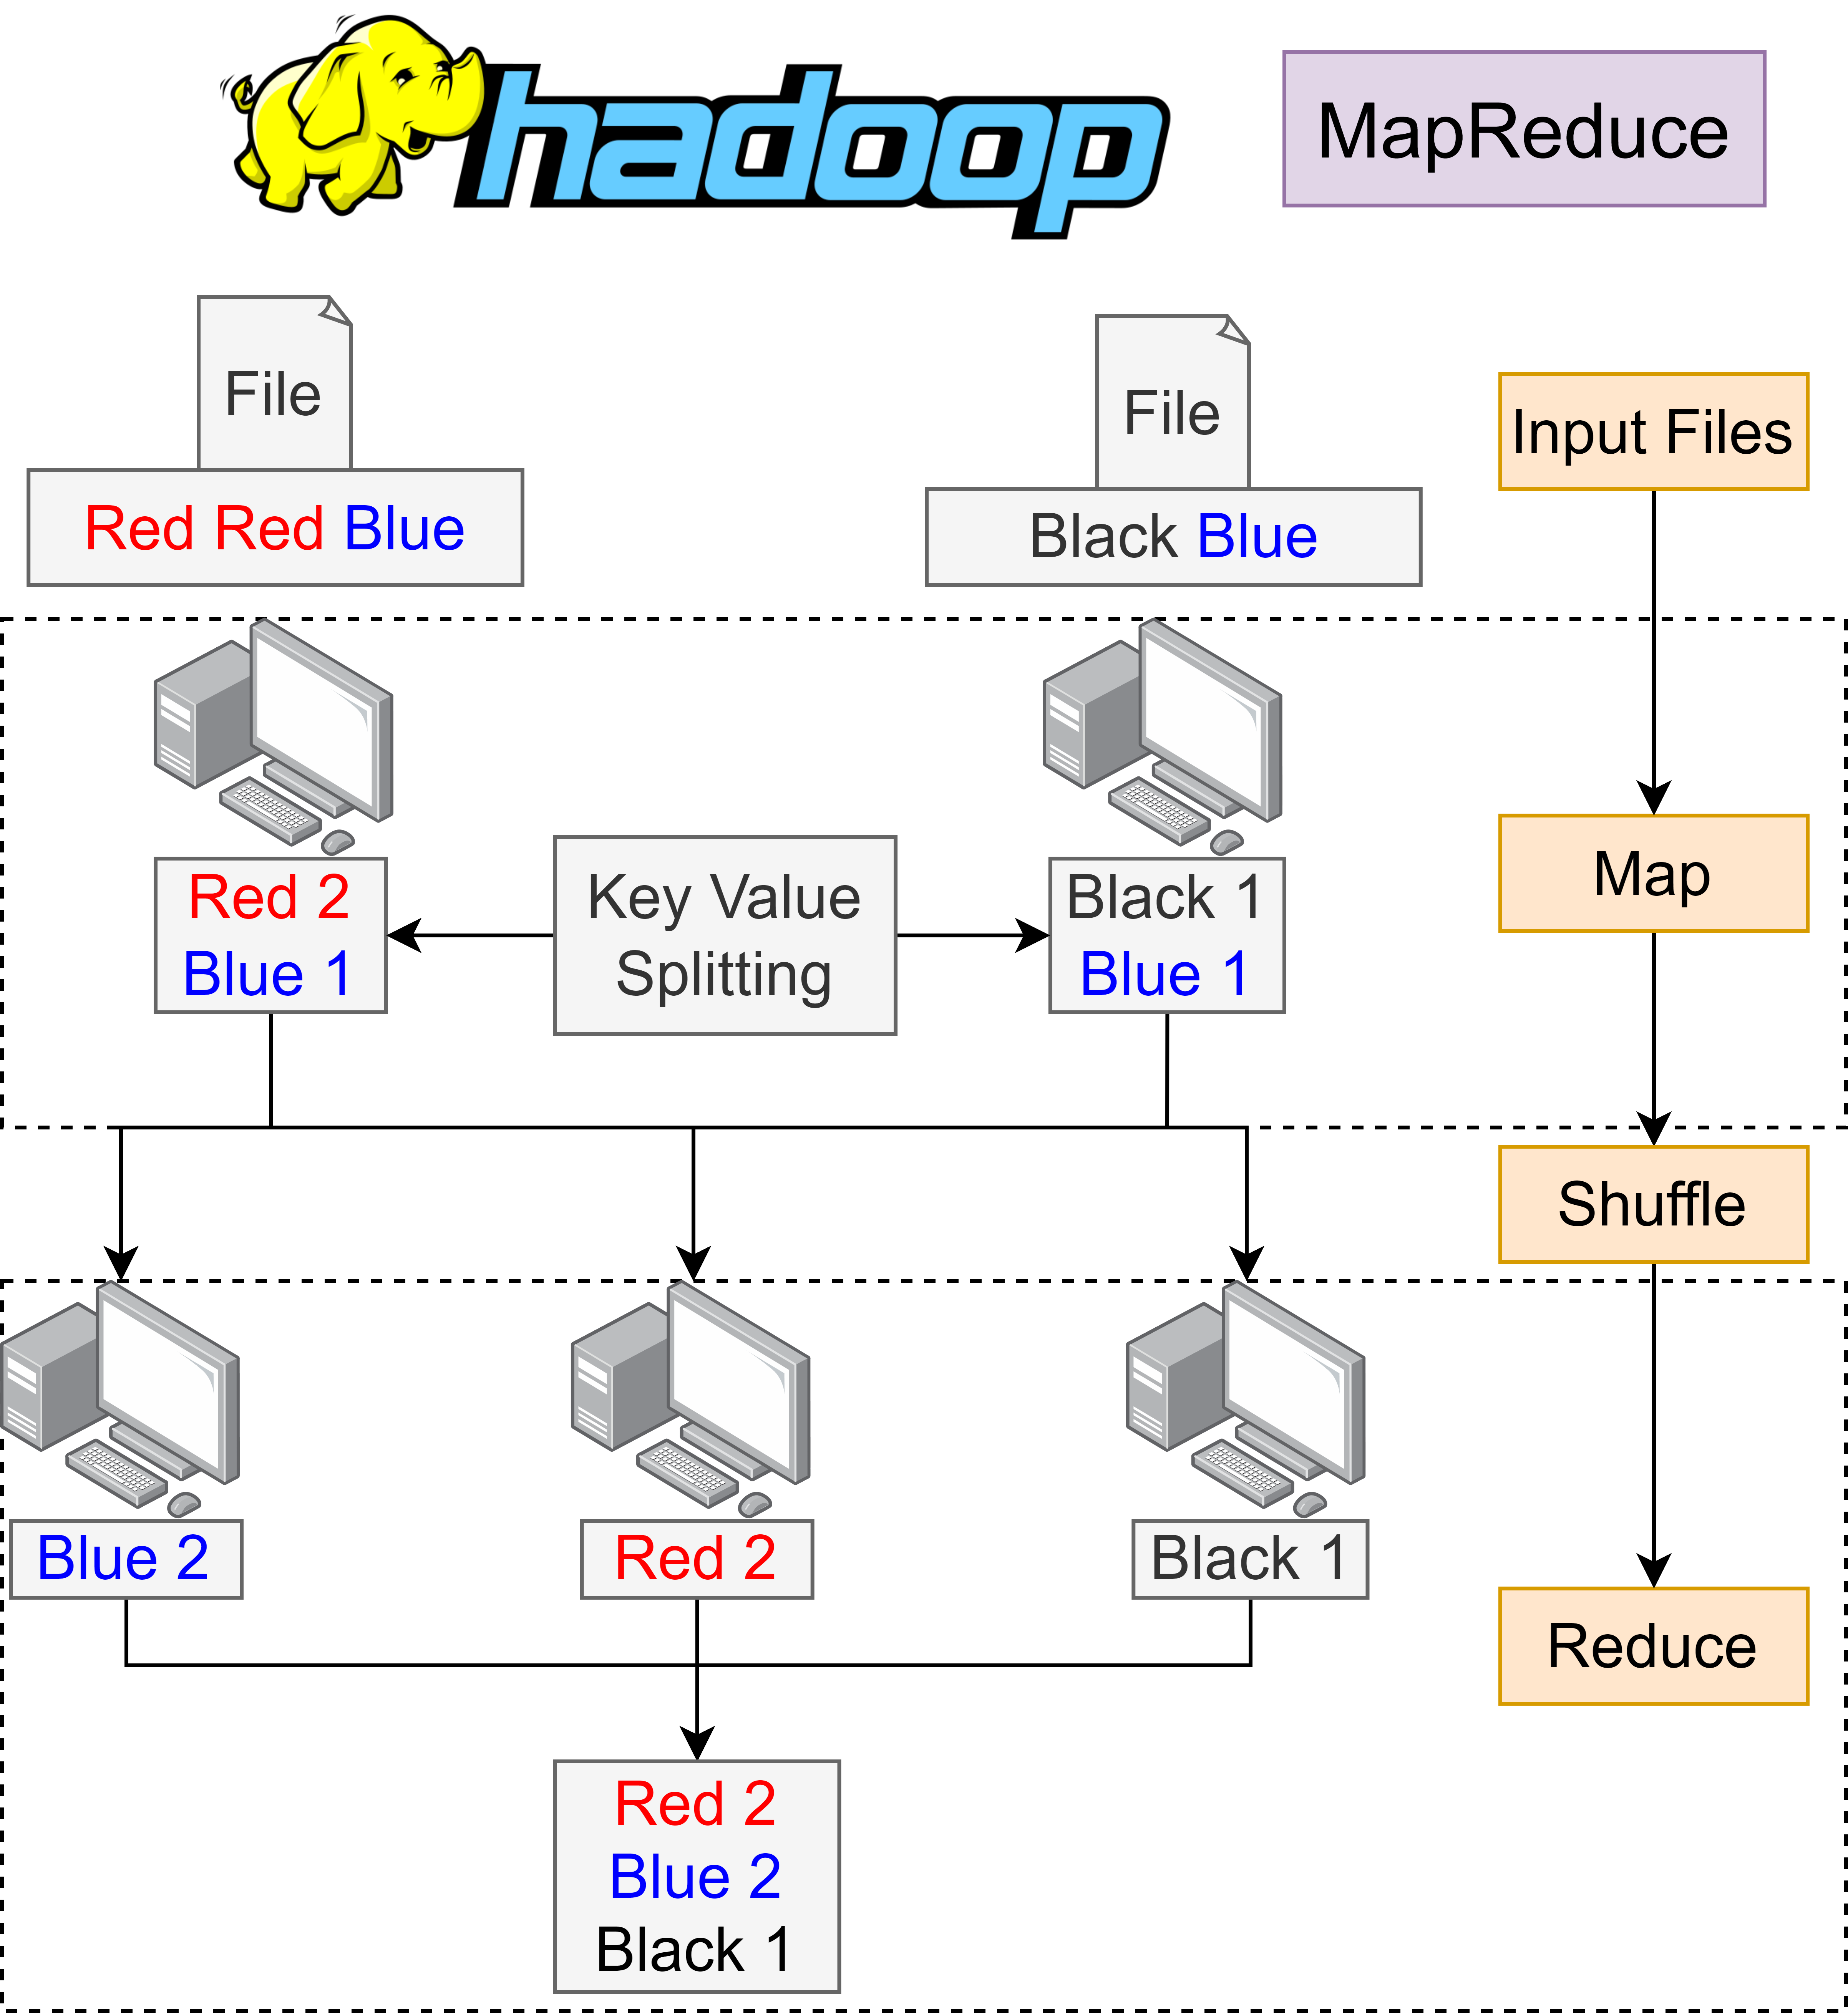 hadoop
MapReduce
File
File
Input Files
Red Red Blue
Black Blue
Red 2
Blue 1
Key Value
Splitting
Black 1
Blue 1
Map
Shuffle
Blue 2
Red 2
Black 1
Reduce
Red 2
Blue 2
Black 1